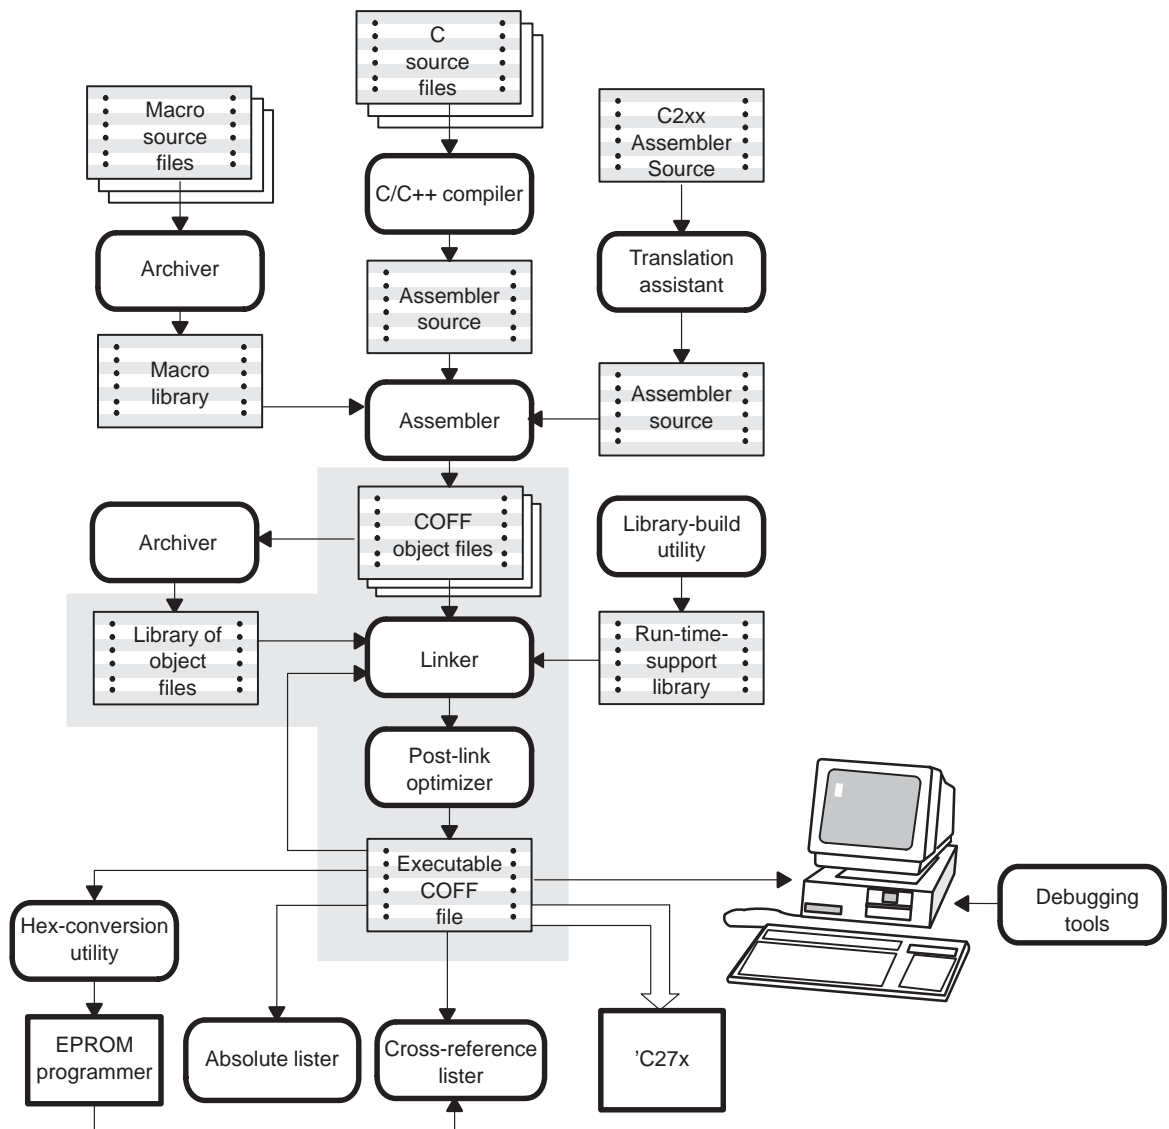 C
source
files
Macro
source
files
C2xx
Assembler
Source
C/C++ compiler
Archiver
Translation
assistant
Assembler
source
Macro
library
Assembler
Assembler
source
COFF
object files
Archiver
Library-build
utility
Library of
object
files
Linker
Run-time-
support
library
Post-link
optimizer
Executable
COFF
file
Debugging
tools
Hex-conversion
utility
EPROM
programmer
Absolute lister
Cross-reference
lister
’C27x